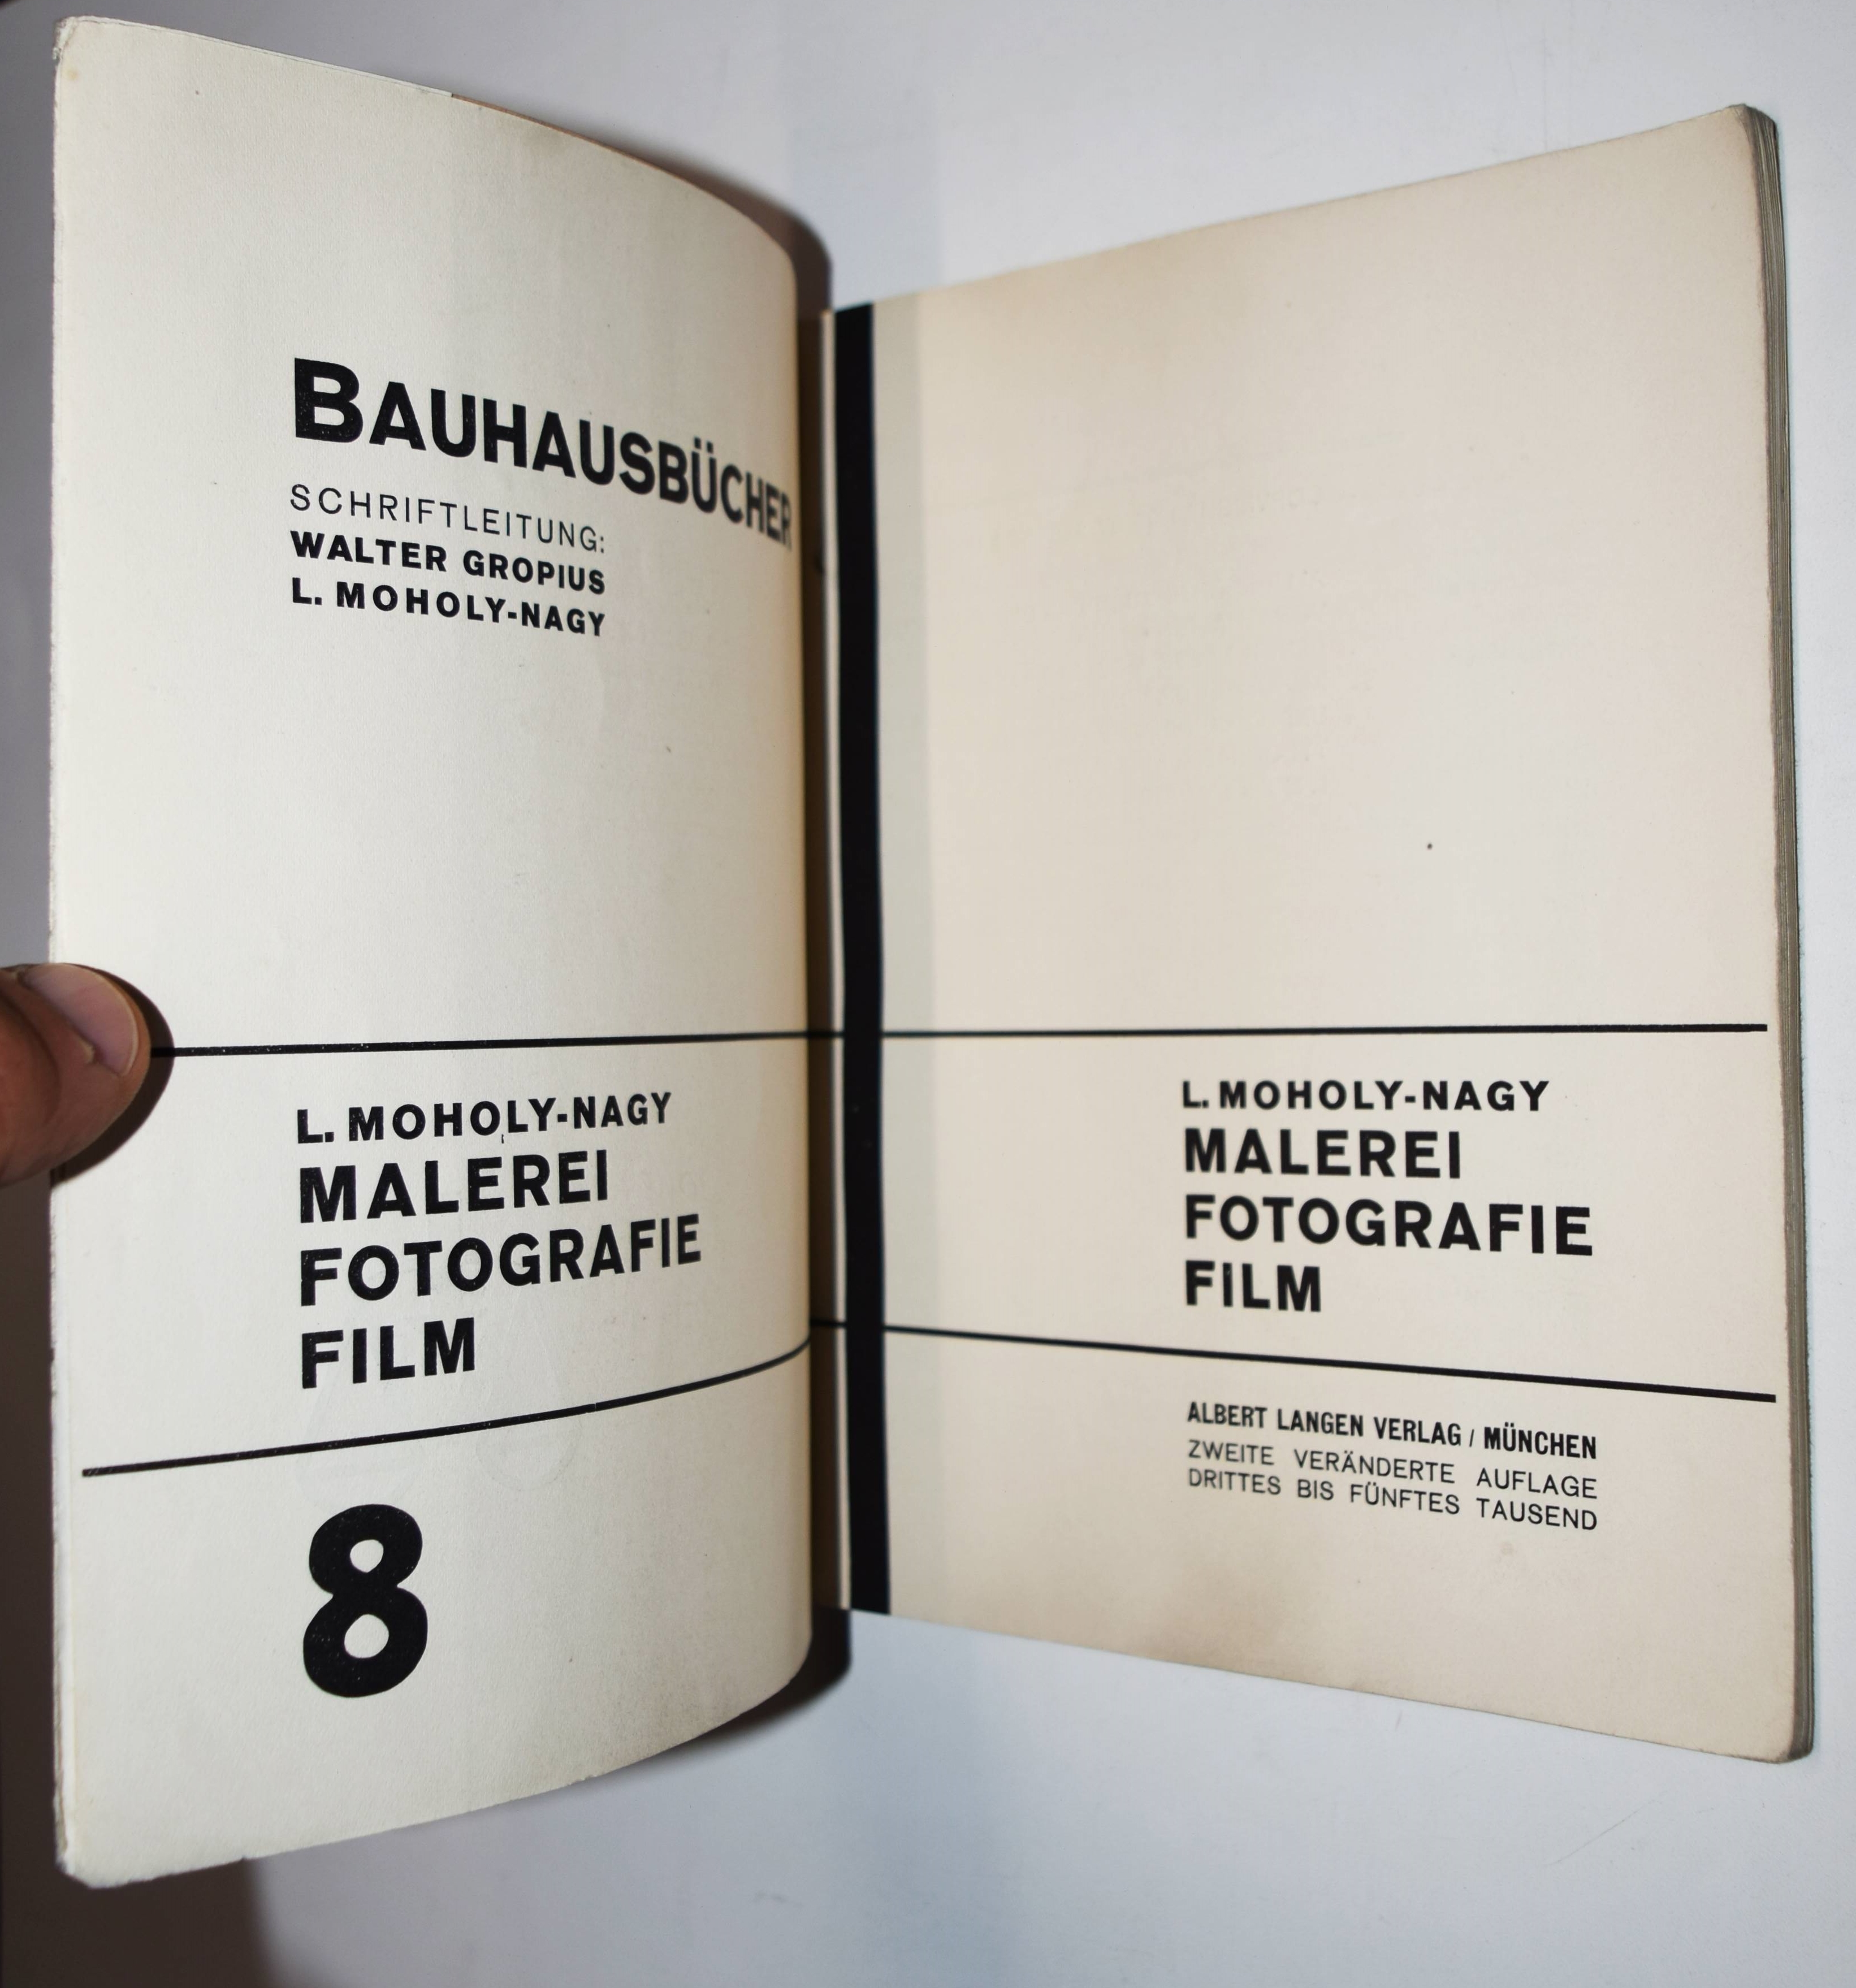 BAUHAUSBÜCHER
SCHRIFTLEITUNG:
WALTER GROPIUS
L. MOHOLY-NAGY
L. MOHOLY-NAGY
MALEREI
FOTOGRAFIE
FILM
8
L. MOHOLY-NAGY
MALEREI
FOTOGRAFIE
FILM
ALBERT LANGEN VERLAG / MÜNCHEN
ZWEITE VERÄNDERTE AUFLAGE
DRITTES BIS FÜNFTES TAUSEND